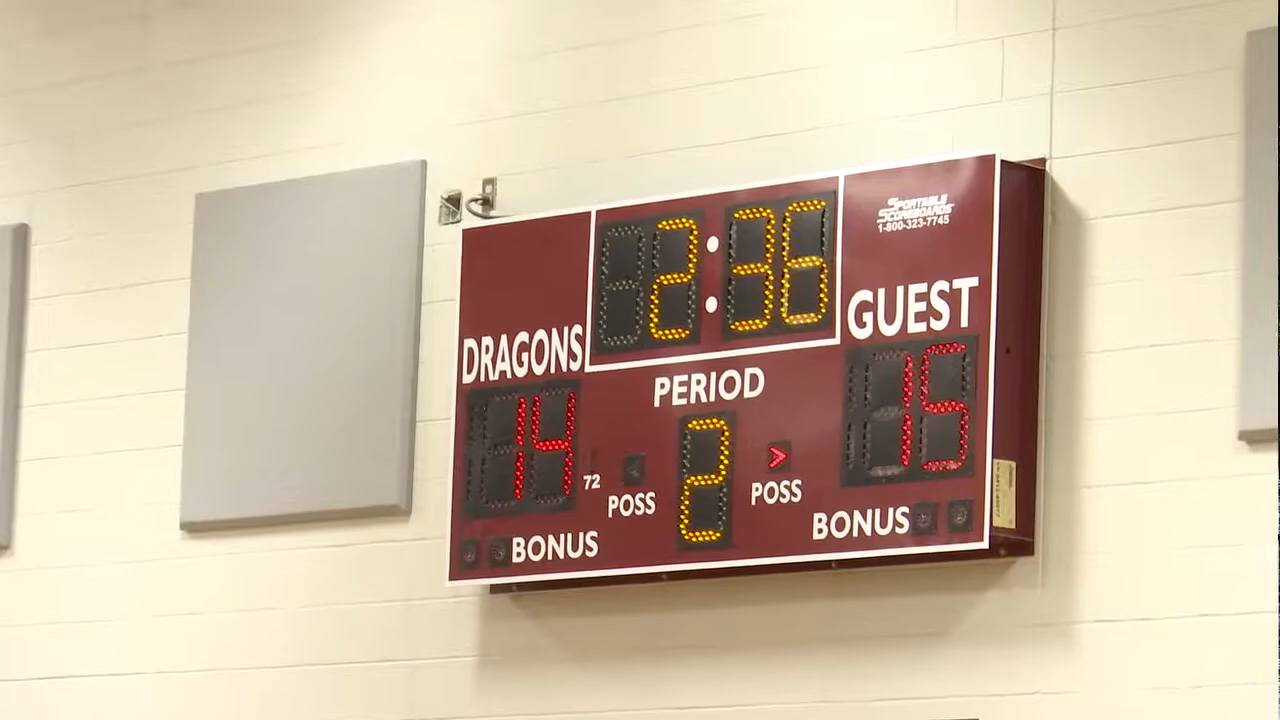 SPORTABLE
SCOREBOARDS
1-800-323-7745
2:36
DRAGONS
GUEST
PERIOD
14
15
2
72
POSS
POSS
BONUS
BONUS